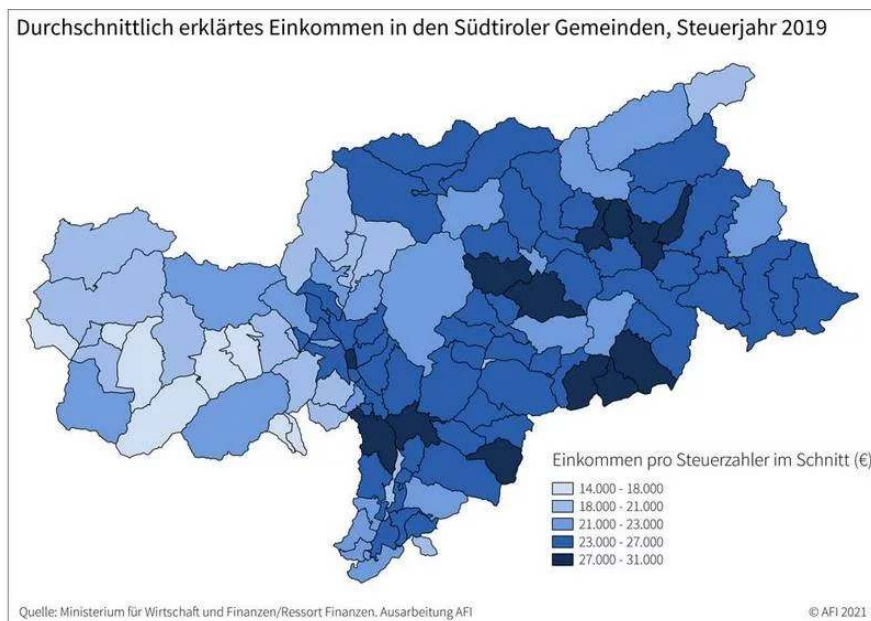 Durchschnittlich erklärtes Einkommen in den Südtiroler Gemeinden, Steuerjahr 2019
Einkommen pro Steuerzahler im Schnitt (€)
14.000 - 18.000
18.000 - 21.000
21.000 - 23.000
23.000 - 27.000
27.000 - 31.000
Quelle: Ministerium für Wirtschaft und Finanzen/Ressort Finanzen. Ausarbeitung AFI
© AFI 2021